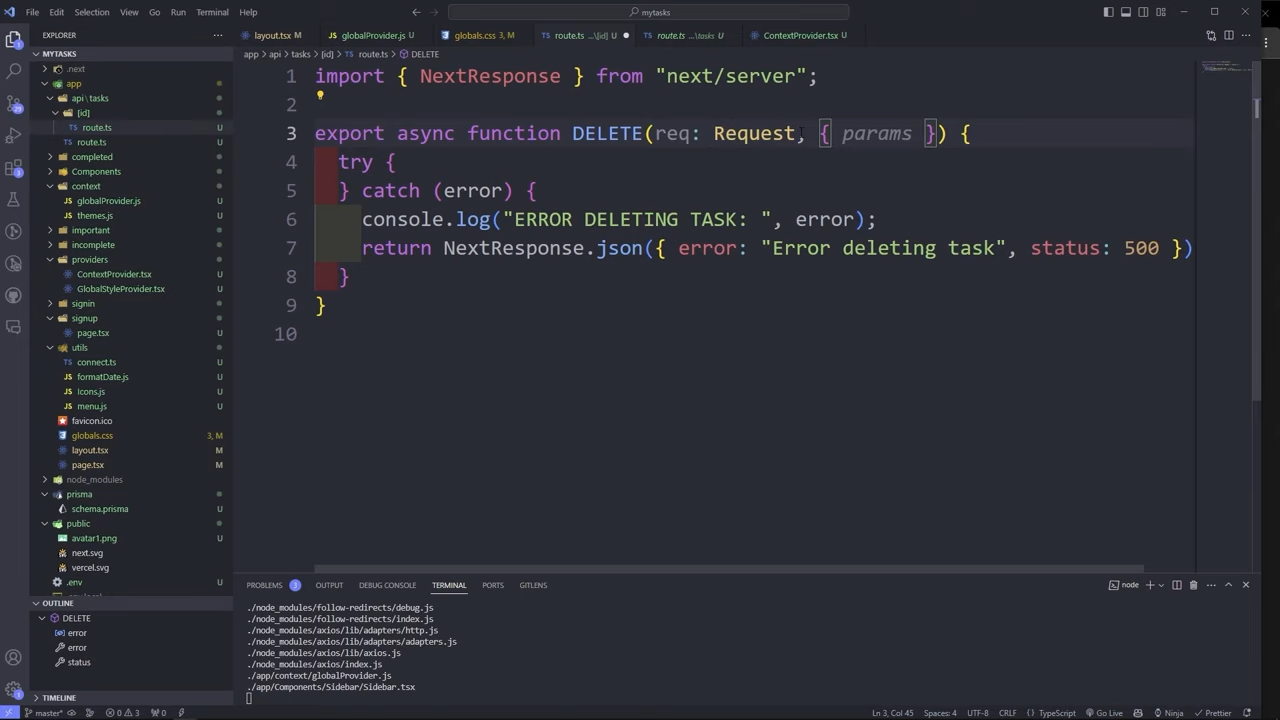 File Edit Selection View Go Run Terminal Help
mytasks
EXPLORER
layout.tsx M
globalProvider.js U
globals.css 3, M
route.ts ...\[id]
route.ts ...\tasks U
ContextProvider.tsx U
app > api > tasks > [id] > route.ts > DELETE
MYTASKS
.next
app
api \ tasks
[id]
route.ts U
route.ts U
completed
Components
context
globalProvider.js U
themes.js U
important
incomplete
providers
ContextProvider.tsx U
GlobalStyleProvider.tsx U
signin
signup
page.tsx U
utils
connect.ts U
formatDate.js U
Icons.js U
menu.js U
favicon.ico U
globals.css 3, M
layout.tsx M
page.tsx M
node_modules
prisma
schema.prisma U
public
avatar1.png U
next.svg
vercel.svg
.env U
OUTLINE
DELETE
error
error
status
TIMELINE
1 import { NextResponse } from "next/server";
2
3 export async function DELETE(req: Request, { params }) {
4 try {
5 } catch (error) {
6 console.log("ERROR DELETING TASK: ", error);
7 return NextResponse.json({ error: "Error deleting task", status: 500 })
8 }
9 }
10
PROBLEMS 3 OUTPUT DEBUG CONSOLE TERMINAL PORTS GITLENS
node
./node_modules/follow-redirects/debug.js
./node_modules/follow-redirects/index.js
./node_modules/axios/lib/adapters/http.js
./node_modules/axios/lib/adapters/adapters.js
./node_modules/axios/lib/axios.js
./node_modules/axios/index.js
./app/context/globalProvider.js
./app/Components/Sidebar/Sidebar.tsx
master* 0 3 0 Ln 3, Col 45 Spaces: 4 UTF-8 CRLF TypeScript Go Live Ninja Prettier